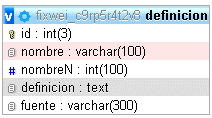 v fixwei_c9rp5r4t2v8 definicion
id : int(3)
nombre : varchar(100)
# nombreN : int(100)
definicion : text
fuente : varchar(300)